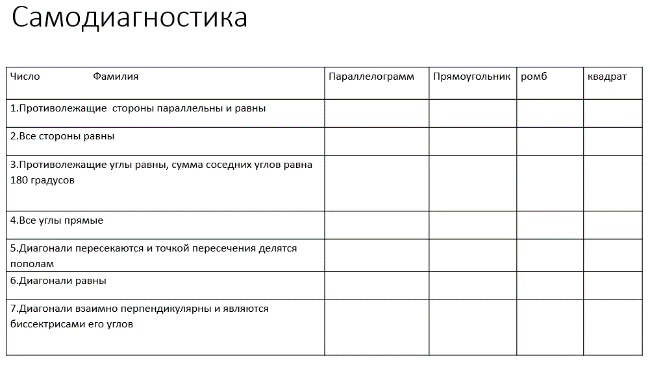 Самодиагностика
Число Фамилия Параллелограмм Прямоугольник ромб квадрат
1.Противолежащие стороны параллельны и равны
2.Все стороны равны
3.Противолежащие углы равны, сумма соседних углов равна
180 градусов
4.Все углы прямые
5.Диагонали пересекаются и точкой пересечения делятся
пополам
6.Диагонали равны
7.Диагонали взаимно перпендикулярны и являются
биссектрисами его углов